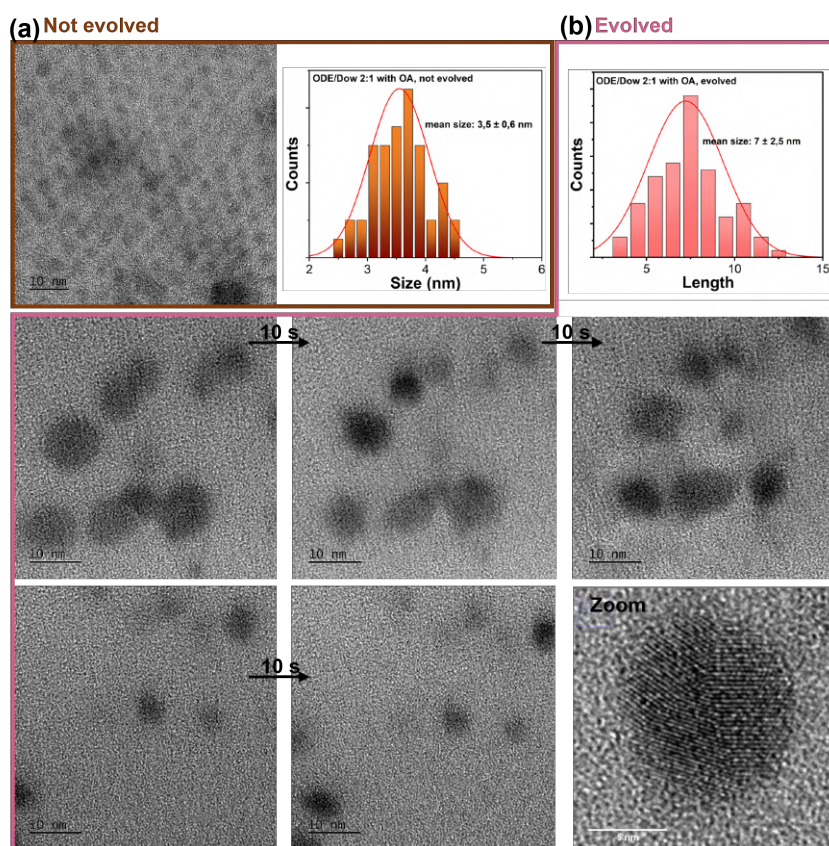 (a) Not evolved
(b) Evolved
10 nm
ODE/Dow 2:1 with OA, not evolved
mean size: 3,5 ± 0,6 nm
Counts
2 3 4 5 6
Size (nm)
ODE/Dow 2:1 with OA, evolved
mean size: 7 ± 2,5 nm
Counts
5 10 15
Length
10 s
10 s
10 nm
10 nm
10 nm
10 s
Zoom
10 nm
10 nm
5 nm